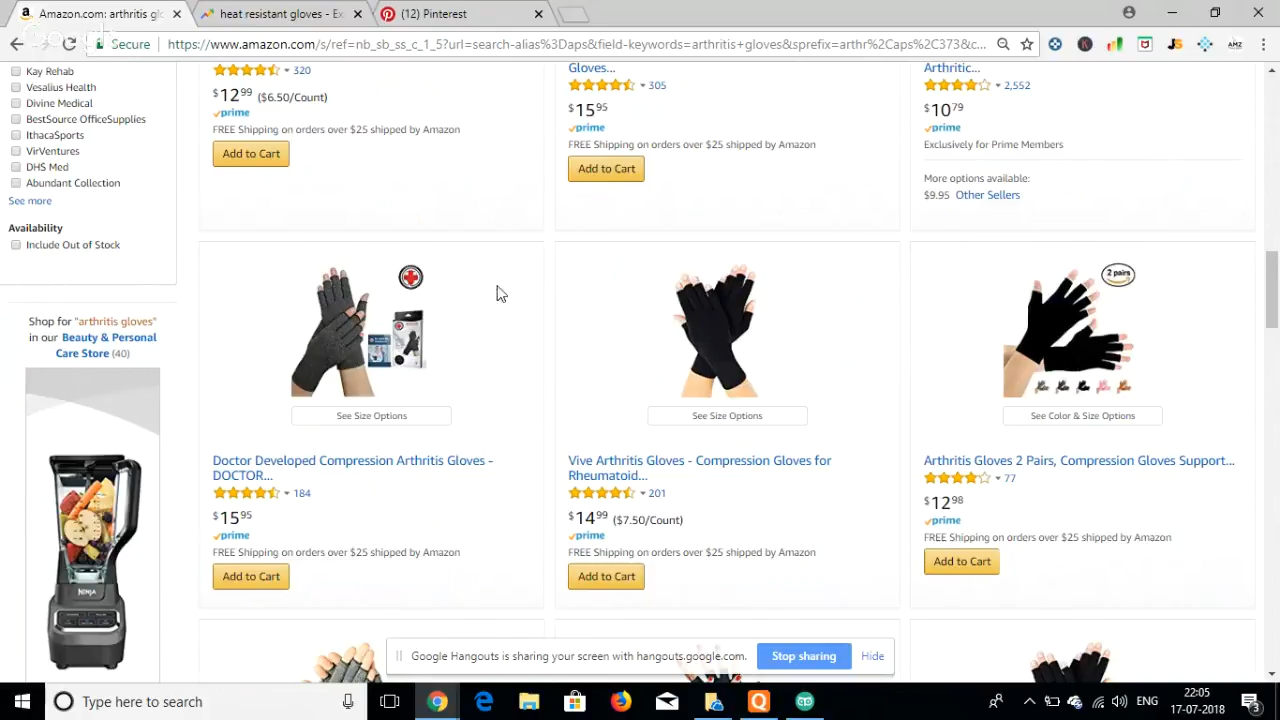 Amazon.com: arthritis gl
heat resistant gloves - Ex
(12) Pinterest
Secure
https://www.amazon.com/s/ref=nb_sb_ss_c_1_5?url=search-alias%3Daps&field-keywords=arthritis+gloves&sprefix=arthr%2Caps%2C373&c...
Kay Rehab
Vesalius Health
Divine Medical
BestSource OfficeSupplies
IthacaSports
VirVentures
DHS Med
Abundant Collection
See more
Availability
Include Out of Stock
Shop for "arthritis gloves"
in our Beauty & Personal
Care Store (40)
NINJA
320
$12 99 ($6.50/Count)
prime
FREE Shipping on orders over $25 shipped by Amazon
Add to Cart
Gloves...
305
$15 95
prime
FREE Shipping on orders over $25 shipped by Amazon
Add to Cart
Arthritic...
2,552
$10 79
prime
Exclusively for Prime Members
More options available:
$9.95 Other Sellers
See Size Options
Doctor Developed Compression Arthritis Gloves -
DOCTOR...
184
$15 95
prime
FREE Shipping on orders over $25 shipped by Amazon
Add to Cart
See Size Options
Vive Arthritis Gloves - Compression Gloves for
Rheumatoid...
201
$14 99 ($7.50/Count)
prime
FREE Shipping on orders over $25 shipped by Amazon
Add to Cart
2 pairs
See Color & Size Options
Arthritis Gloves 2 Pairs, Compression Gloves Support...
77
$12 98
prime
FREE Shipping on orders over $25 shipped by Amazon
Add to Cart
Google Hangouts is sharing your screen with hangouts.google.com.
Stop sharing
Hide
Type here to search
ENG
22:05
17-07-2018
3